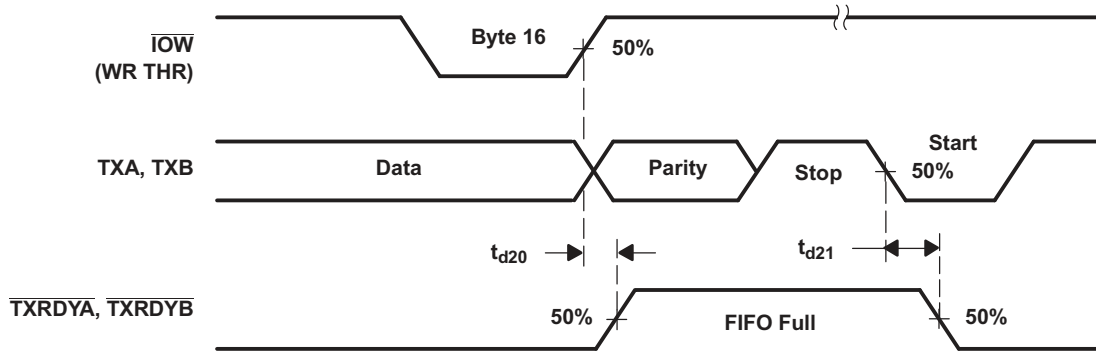 IOW
(WR THR)
Byte 16
50%
TXA, TXB
Data
Parity
Stop
Start
50%
td20
td21
TXRDYA, TXRDYB
50%
FIFO Full
50%